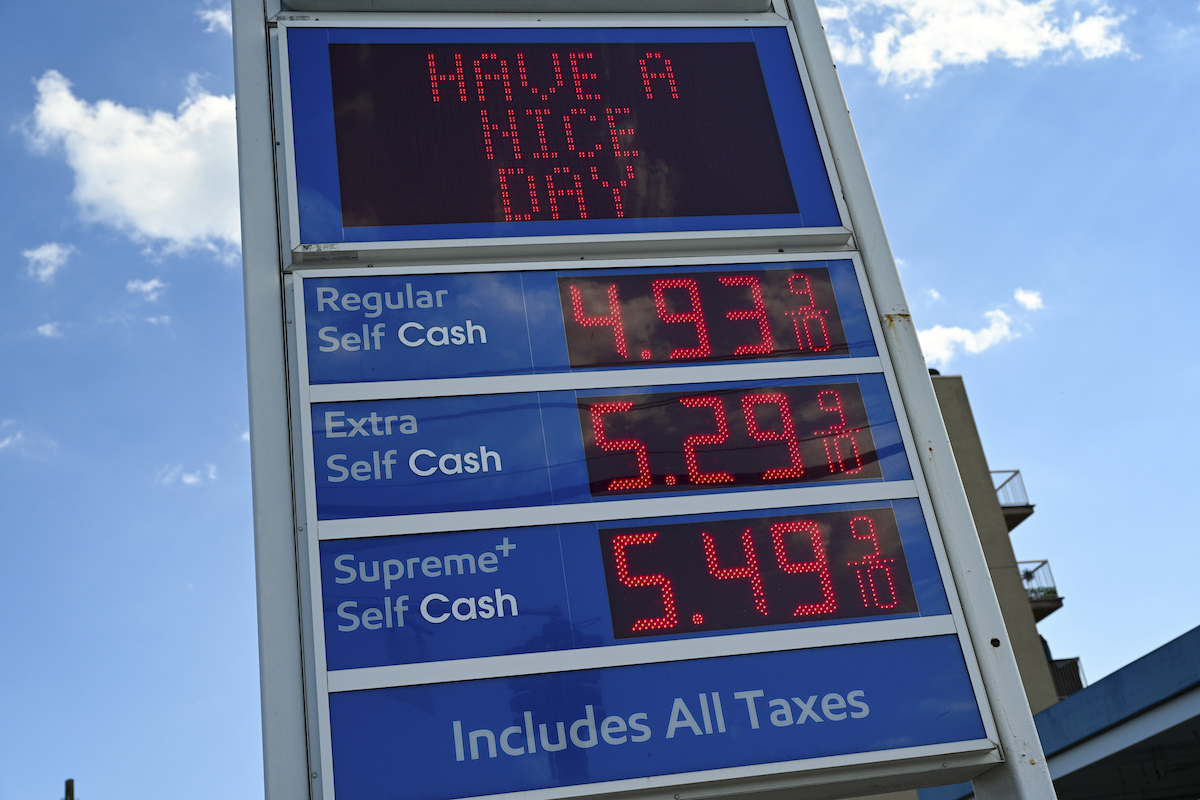 HAVE A
NICE
DAY
Regular
Self Cash
4.93 9/10
Extra
Self Cash
5.29 9/10
Supreme+
Self Cash
5.49 9/10
Includes All Taxes